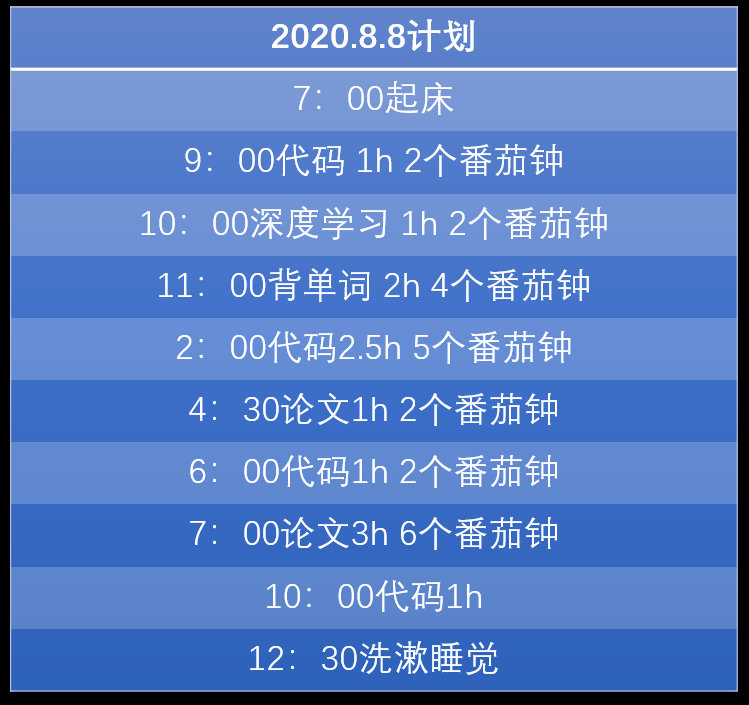 2020.8.8计划
7：00起床
9：00代码 1h 2个番茄钟
10：00深度学习 1h 2个番茄钟
11：00背单词 2h 4个番茄钟
2：00代码2.5h 5个番茄钟
4：30论文1h 2个番茄钟
6：00代码1h 2个番茄钟
7：00论文3h 6个番茄钟
10：00代码1h
12：30洗漱睡觉